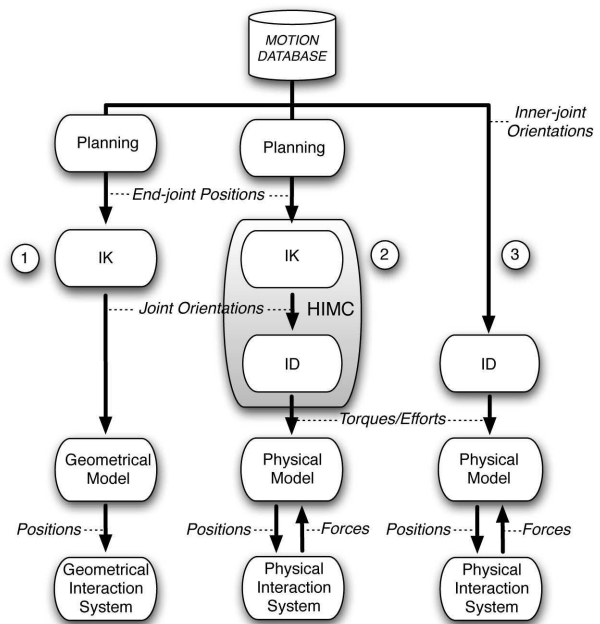 MOTION
DATABASE
Inner-joint
Orientations
Planning
Planning
End-joint Positions
1
IK
IK
2
3
Joint Orientations
HIMC
ID
ID
Torques/Efforts
Geometrical
Model
Physical
Model
Physical
Model
Positions
Positions
Forces
Positions
Forces
Geometrical
Interaction
System
Physical
Interaction
System
Physical
Interaction
System